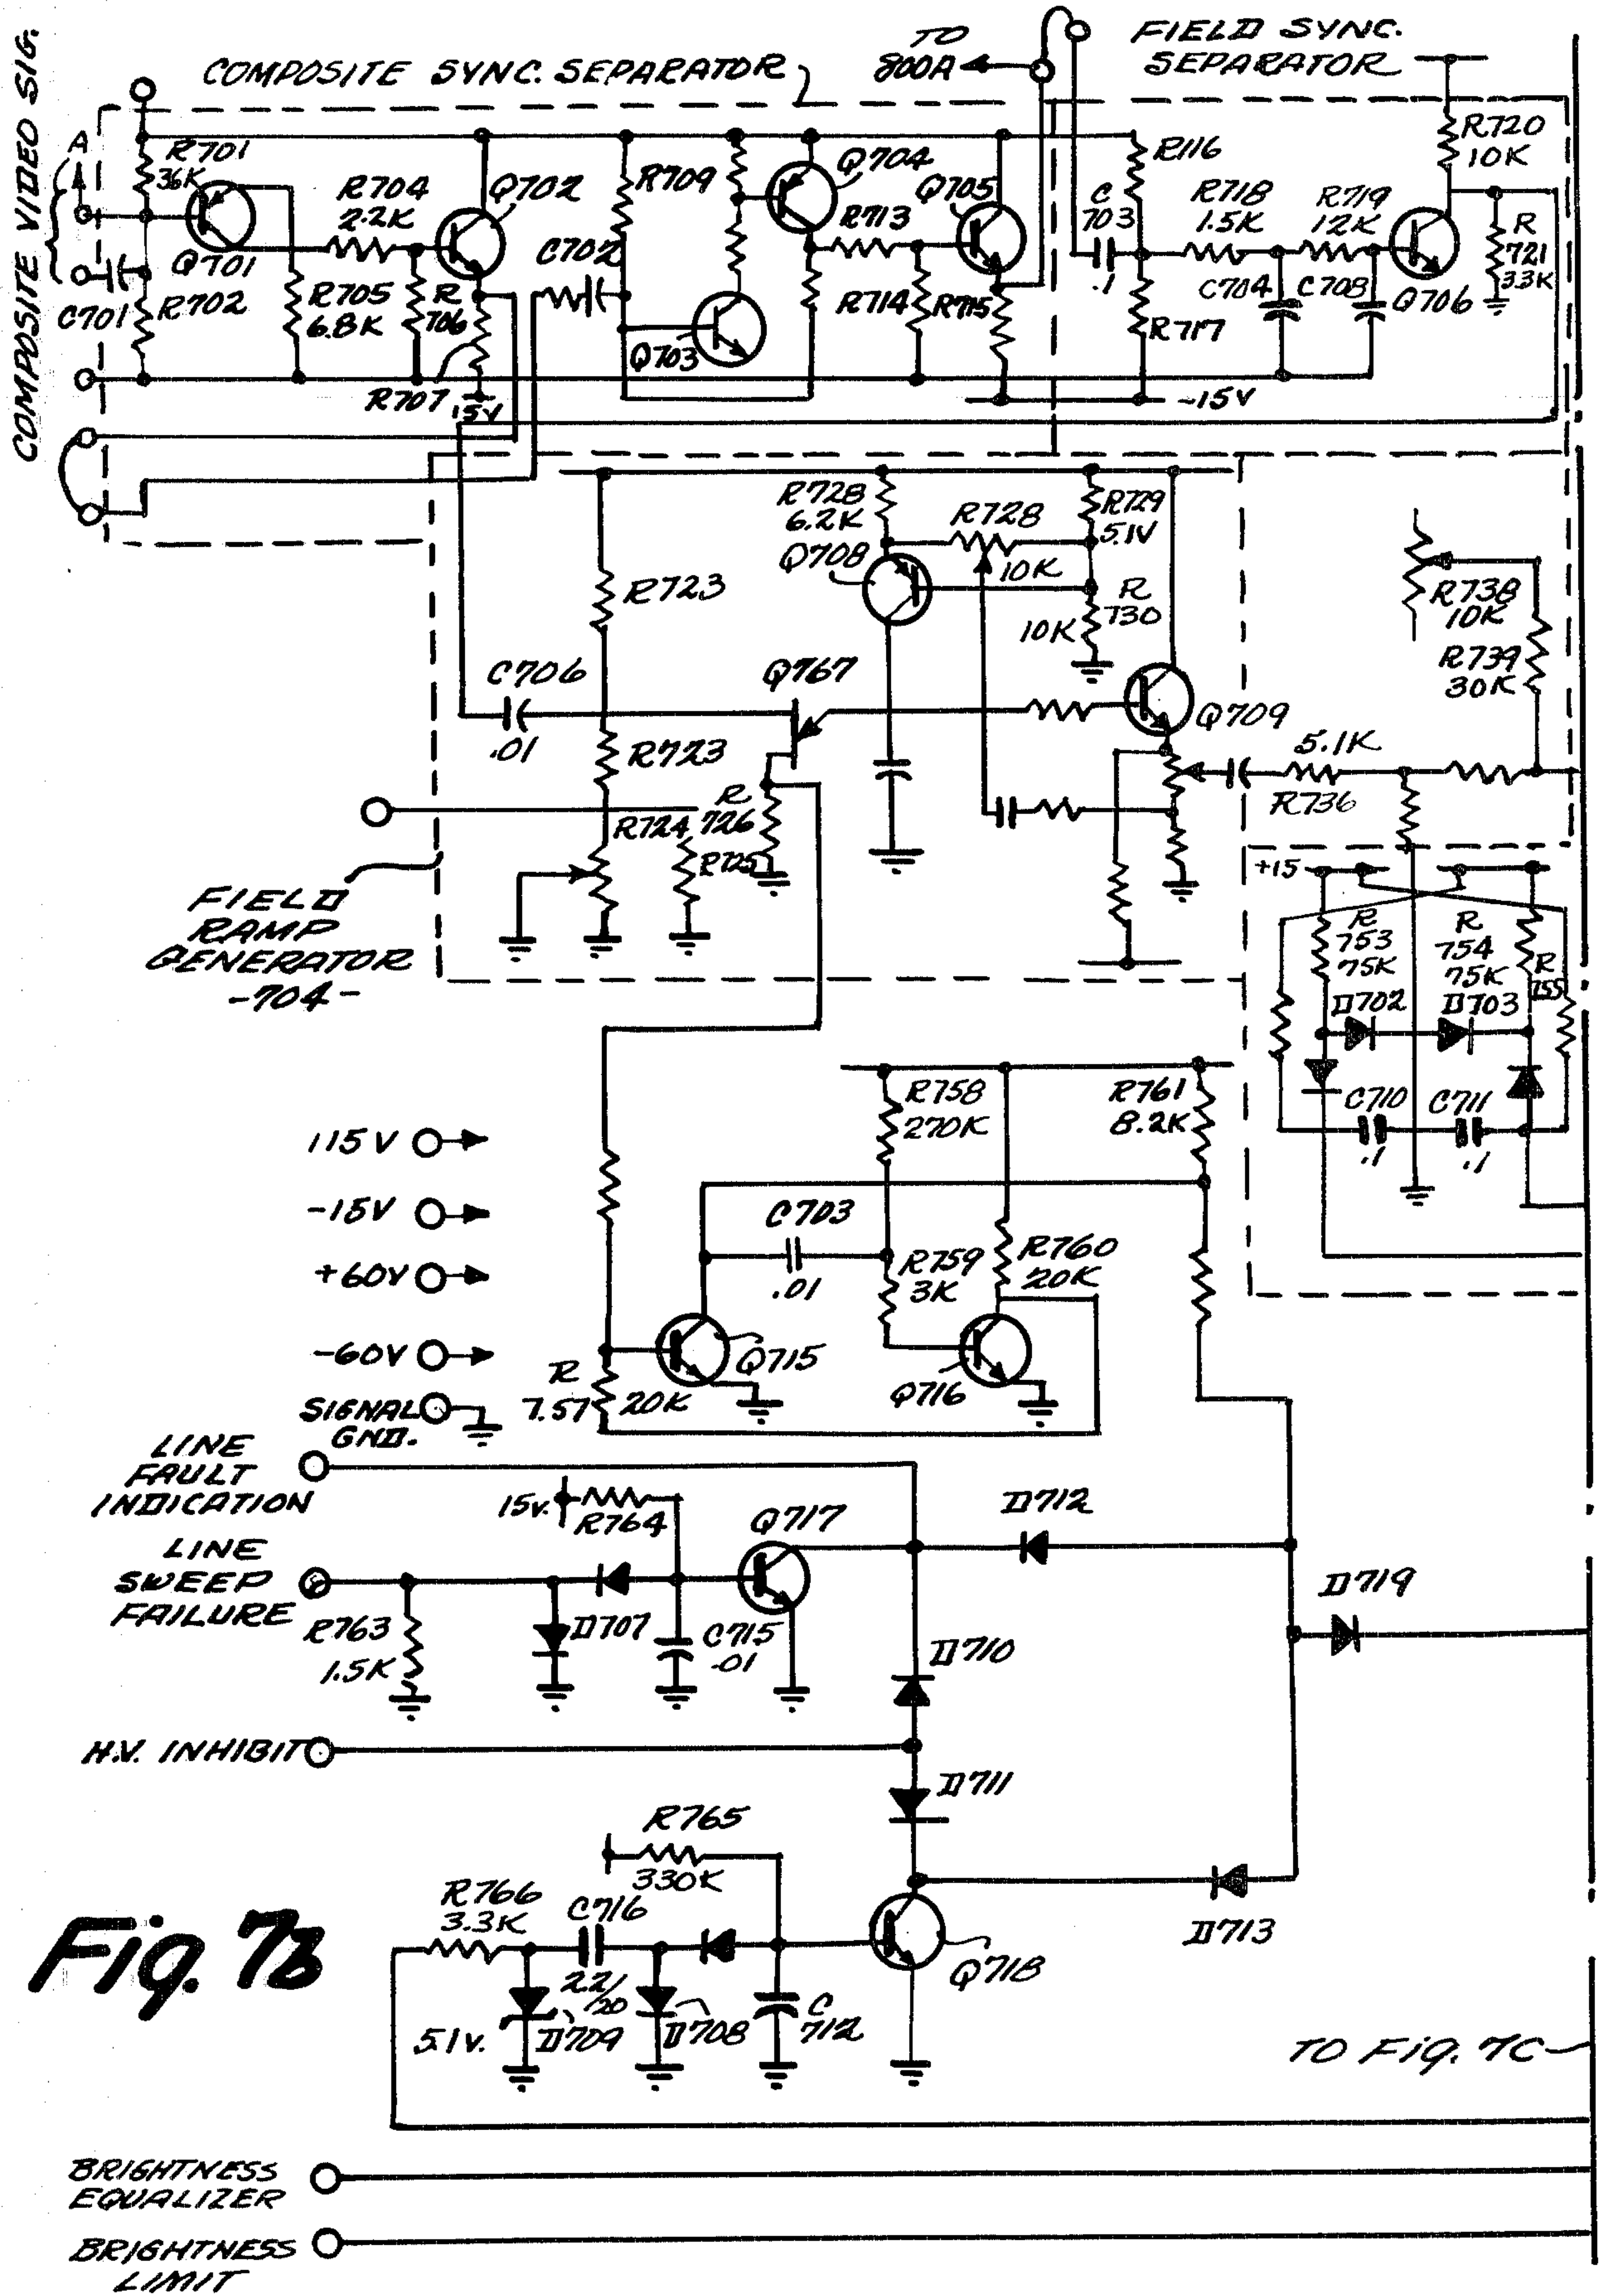 COMPOSITE VIDEO SIG.
COMPOSITE SYNC. SEPARATOR
TO
800A
FIELD SYNC.
SEPARATOR
A
R701
36K
Q701
C701
R702
R704
2.2K
R705
6.8K
R
706
R707
15V
Q702
C702
R709
Q703
Q704
R713
Q705
R714
R715
R116
C
703
.1
R717
-15V
R718
1.5K
R719
12K
C704
C708
Q706
R720
10K
R
721
3.3K
R723
C706
.01
R723
R724
R
726
R725
Q767
R728
6.2K
Q708
R728
10K
R729
5.1V
R
730
10K
Q709
5.1K
R736
R738
10K
R739
30K
FIELD
RAMP
GENERATOR
-704-
+15
R
753
75K
R
754
75K
R
755
D702
D703
C710
.1
C711
.1
115V
-15V
+60V
-60V
SIGNAL
GND.
R758
270K
R761
8.2K
C703
.01
R759
3K
R760
20K
Q715
Q716
R
7.57
20K
LINE
FAULT
INDICATION
LINE
SWEEP
FAILURE
15V.
R764
Q717
D712
D719
R763
1.5K
D707
C715
.01
D710
H.V. INHIBIT
D711
R765
330K
R766
3.3K
C716
2.2/20
5.1V.
D709
D708
C
712
Q718
D713
Fig. 7B
TO Fig. 7C
BRIGHTNESS
EQUALIZER
BRIGHTNESS
LIMIT